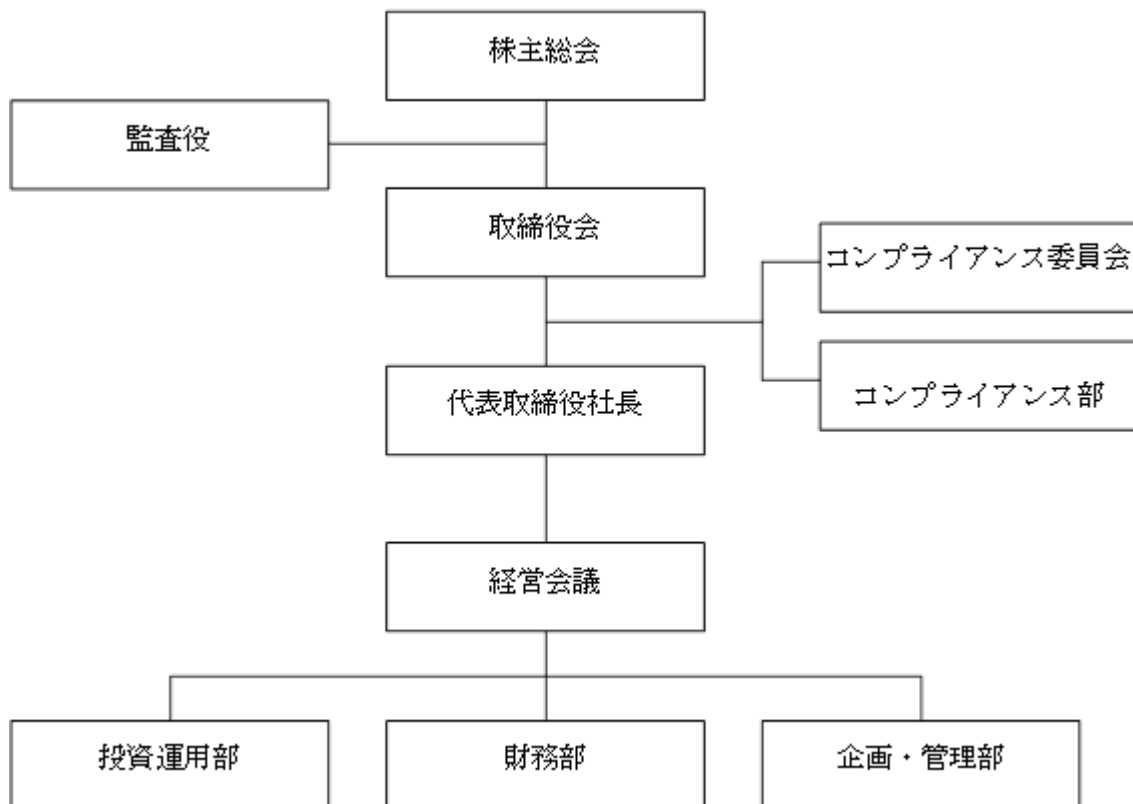 株主総会
監査役
取締役会
コンプライアンス委員会
コンプライアンス部
代表取締役社長
経営会議
投資運用部
財務部
企画・管理部